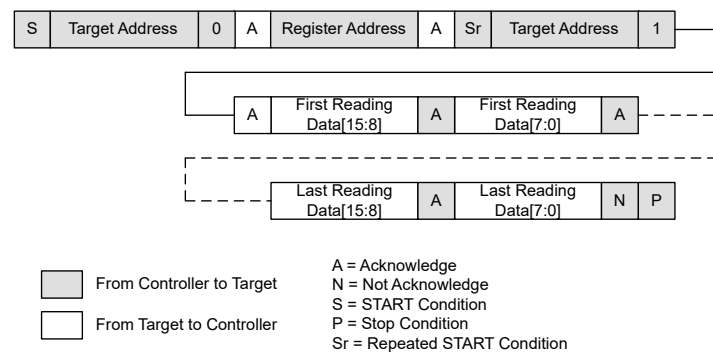 S Target Address 0 A Register Address A Sr Target Address 1
A First Reading Data[15:8] A First Reading Data[7:0] A
Last Reading Data[15:8] A Last Reading Data[7:0] N P
From Controller to Target
From Target to Controller
A = Acknowledge
N = Not Acknowledge
S = START Condition
P = Stop Condition
Sr = Repeated START Condition